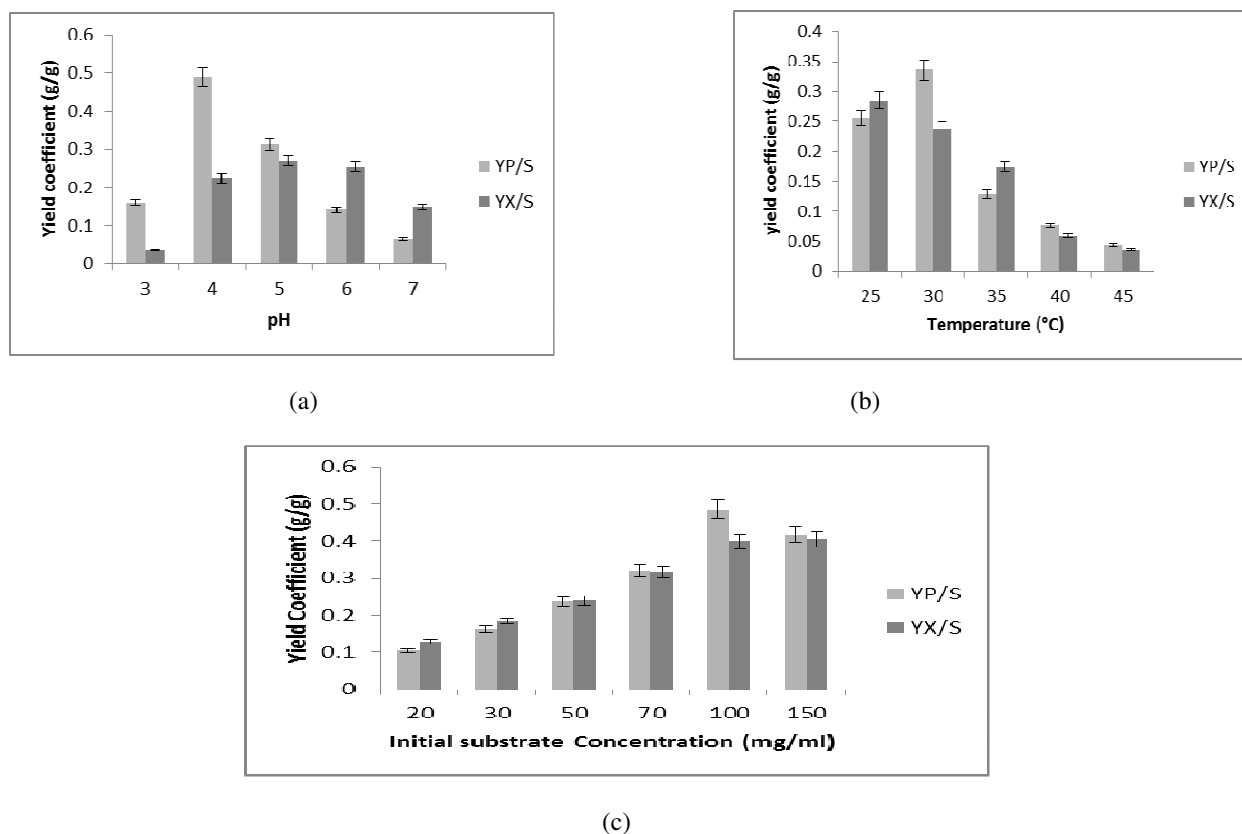 0.6
0.5
0.4
0.3
0.2
0.1
0
Yield coefficient (g/g)
3 4 5 6 7
pH
YP/S
YX/S
(a)
0.4
0.35
0.3
0.25
0.2
0.15
0.1
0.05
0
yield coefficient (g/g)
25 30 35 40 45
Temperature (°C)
YP/S
YX/S
(b)
0.6
0.5
0.4
0.3
0.2
0.1
0
Yield Coefficient (g/g)
20 30 50 70 100 150
Initial substrate Concentration (mg/ml)
YP/S
YX/S
(c)